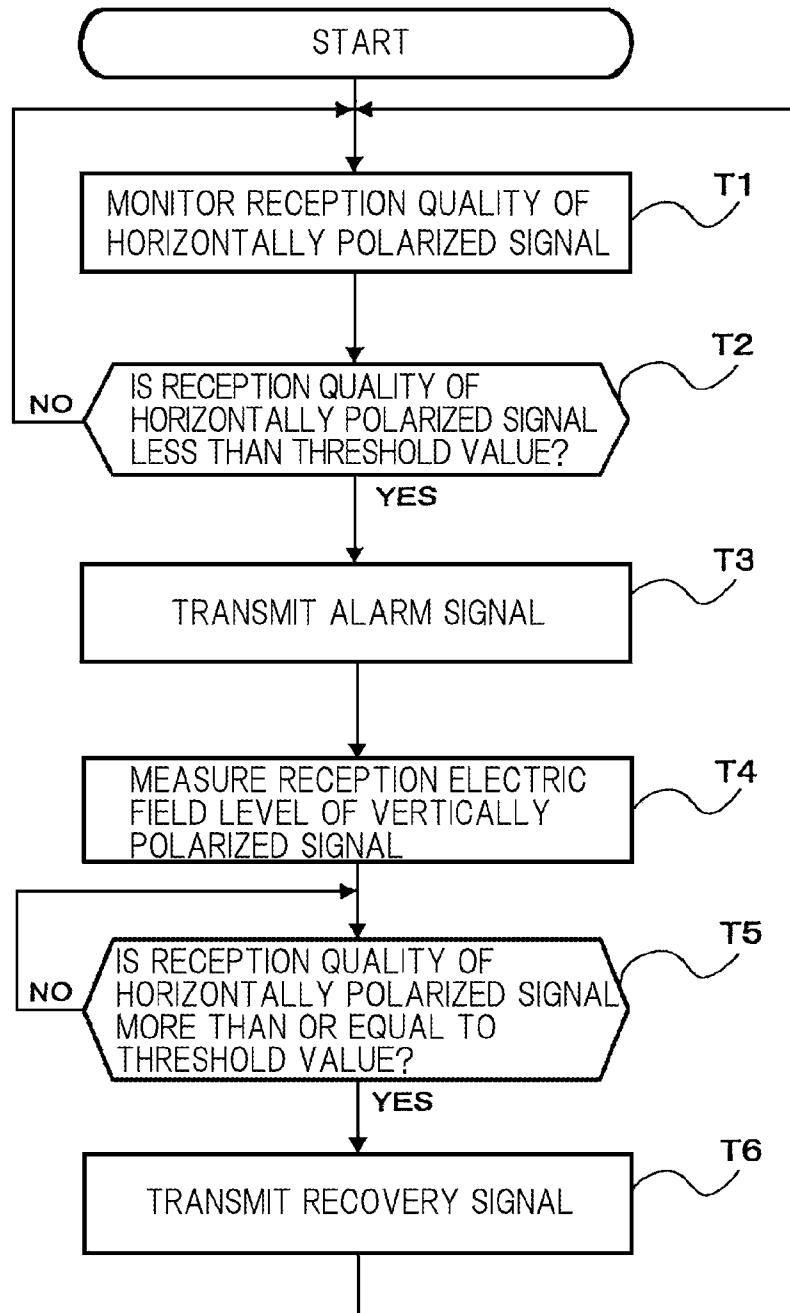 START
MONITOR RECEPTION QUALITY OF
HORIZONTALLY POLARIZED SIGNAL
T1
IS RECEPTION QUALITY OF
HORIZONTALLY POLARIZED SIGNAL
LESS THAN THRESHOLD VALUE?
T2
NO
YES
TRANSMIT ALARM SIGNAL
T3
MEASURE RECEPTION ELECTRIC
FIELD LEVEL OF VERTICALLY
POLARIZED SIGNAL
T4
IS RECEPTION QUALITY OF
HORIZONTALLY POLARIZED SIGNAL
MORE THAN OR EQUAL TO
THRESHOLD VALUE?
T5
NO
YES
TRANSMIT RECOVERY SIGNAL
T6